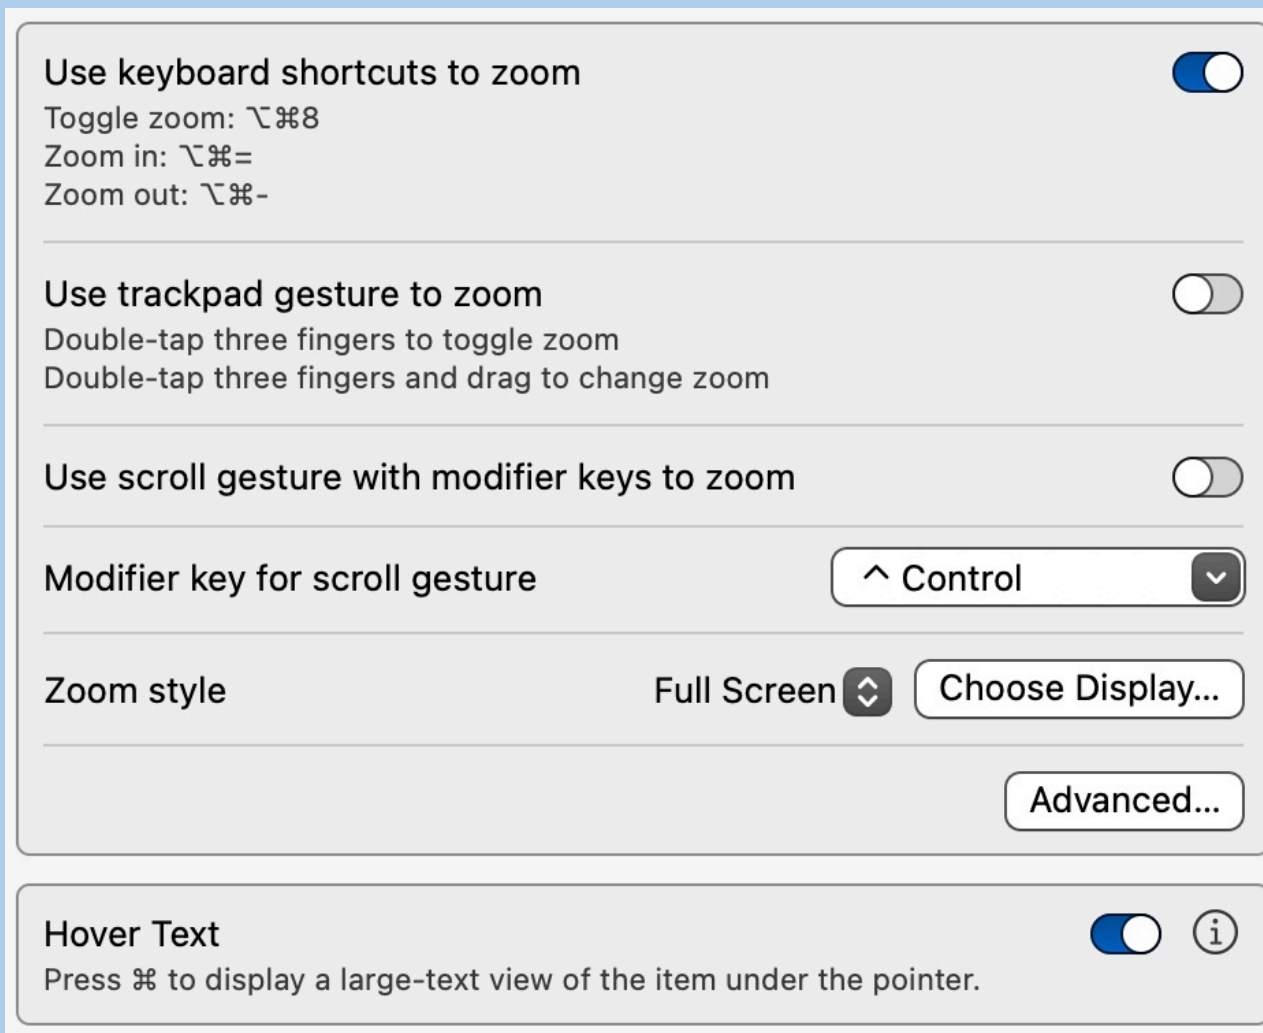 Use keyboard shortcuts to zoom
Toggle zoom: ⌥⌘8
Zoom in: ⌥⌘=
Zoom out: ⌥⌘-
Use trackpad gesture to zoom
Double-tap three fingers to toggle zoom
Double-tap three fingers and drag to change zoom
Use scroll gesture with modifier keys to zoom
Modifier key for scroll gesture ^ Control
Zoom style Full Screen Choose Display...
Advanced...
Hover Text
Press ⌘ to display a large-text view of the item under the pointer.